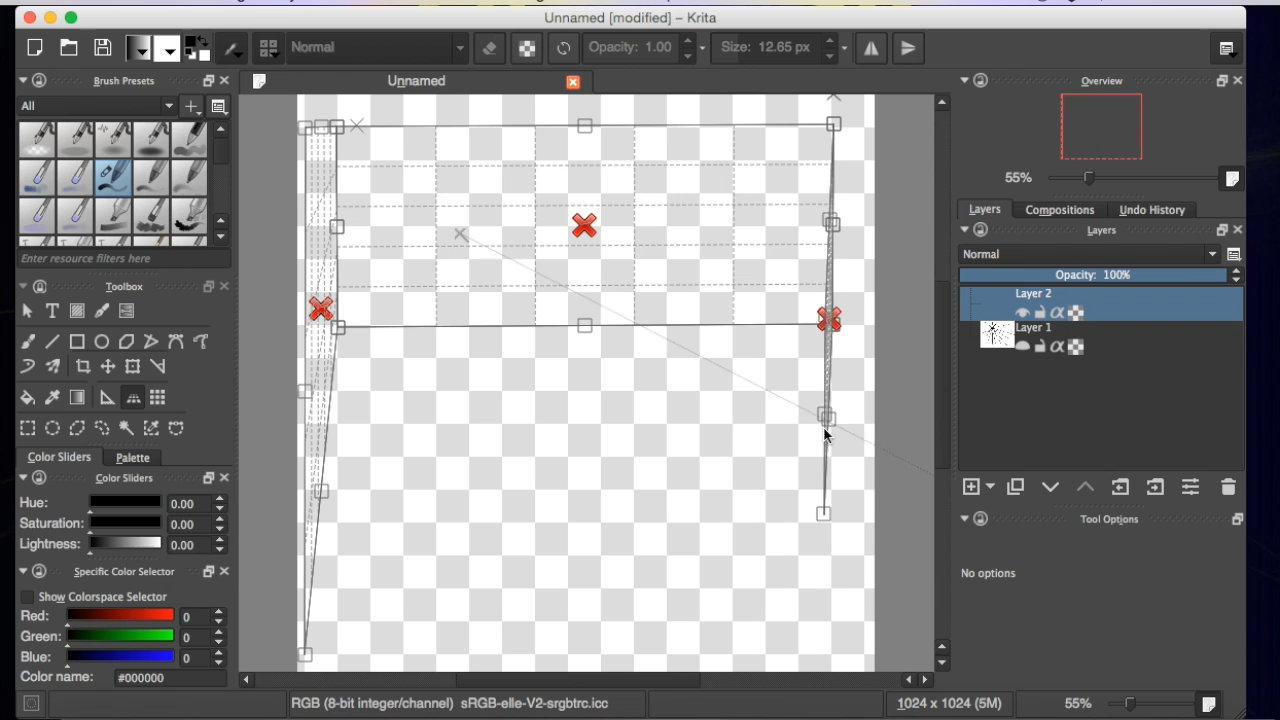 Unnamed [modified] – Krita
Normal
Opacity: 1.00
Size: 12.65 px
Brush Presets
Unnamed
Overview
All
55%
Layers
Compositions
Undo History
Layers
Normal
Enter resource filters here
Opacity: 100%
Toolbox
Layer 2
Layer 1
Color Sliders
Palette
Color Sliders
Hue: 0.00
Saturation: 0.00
Lightness: 0.00
Tool Options
Specific Color Selector
No options
Show Colorspace Selector
Red: 0
Green: 0
Blue: 0
Color name: #000000
RGB (8-bit integer/channel) sRGB-elle-V2-srgbtrc.icc
1024 x 1024 (5M)
55%